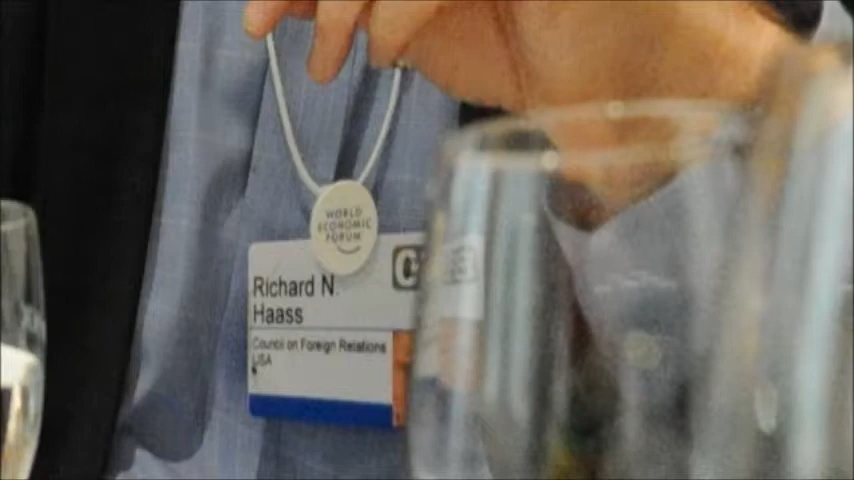 WORLD
ECONOMIC
FORUM
Richard N.
Haass
Council on Foreign Relations
USA